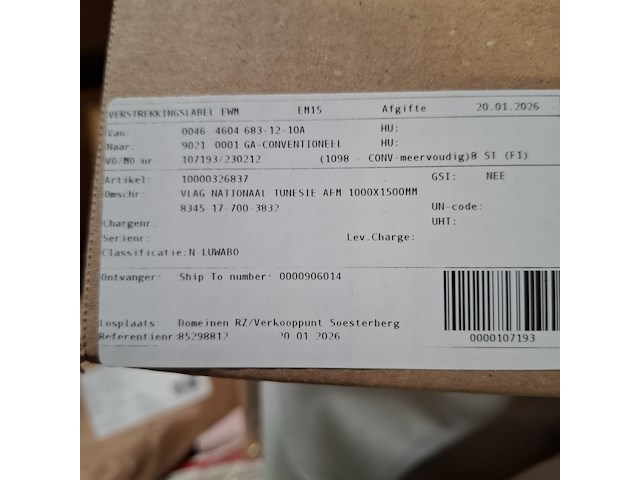 VERSTREKKINGSLABEL EWM EM15 Afgifte 20.01.2026
Van: 0046 4604 683-12-10A HU:
Naar: 9021 0001 GA-CONVENTIONEEL HU:
VO/MO nr 107193/230212 (1098 - CONV-meervoudig)8 ST (F1)
Artikel: 10000326837 GSI: NEE
Omschr: VLAG NATIONAAL TUNESIE AFM 1000X1500MM
8345 17-700-3832 UN-code:
Chargenr: UHT:
Serienr: Lev.Charge:
Classificatie:N-LUWABO
Ontvanger: Ship To number: 0000906014
Losplaats: Domeinen RZ/Verkooppunt Soesterberg
Referentienr:85298812 20 01 2026
0000107193